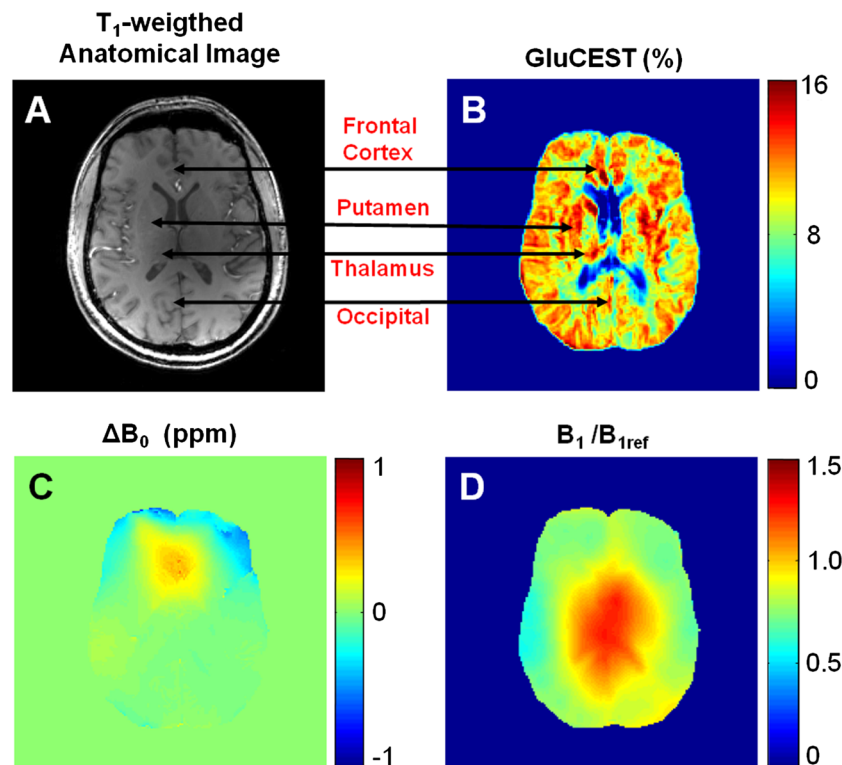 T1-weigthed
Anatomical Image
GluCEST (%)
A
B
16
8
0
Frontal
Cortex
Putamen
Thalamus
Occipital
ΔB0 (ppm)
B1 /B1ref
C
D
1
0
-1
1.5
1.0
0.5
0